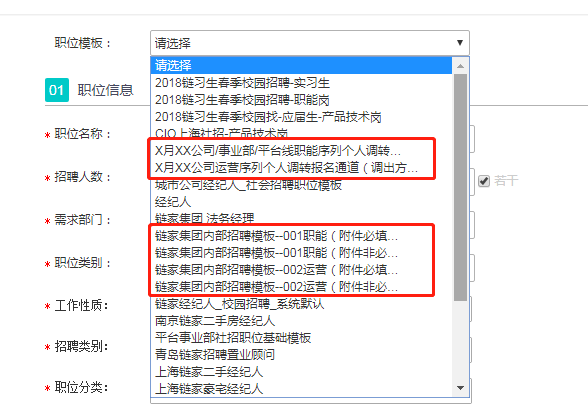 职位模板： 请选择
请选择
2018链习生春季校园招聘-实习生
01 职位信息 2018链习生春季校园招聘-职能岗
2018链习生春季校园找-应届生-产品技术岗
* 职位名称： CIO上海社招-产品技术岗
X月XX公司/事业部/平台线职能序列个人调转...
X月XX公司运营序列个人调转报名通道（调出方...
* 招聘人数： 城市公司经纪人_社会招聘职位模板 若干
经纪人
* 需求部门： 链家集团 法务经理
链家集团内部招聘模板--001职能（附件必填...
链家集团内部招聘模板--001职能（附件非必...
* 职位类别： 链家集团内部招聘模板--002运营（附件必填...
链家集团内部招聘模板--002运营（附件非必...
* 工作性质： 链家经纪人_校园招聘_系统默认
南京链家二手房经纪人
平台事业部社招职位基础模板
* 招聘类别： 青岛链家招聘置业顾问
上海链家二手经纪人
* 职位分类： 上海链家豪宅经纪人